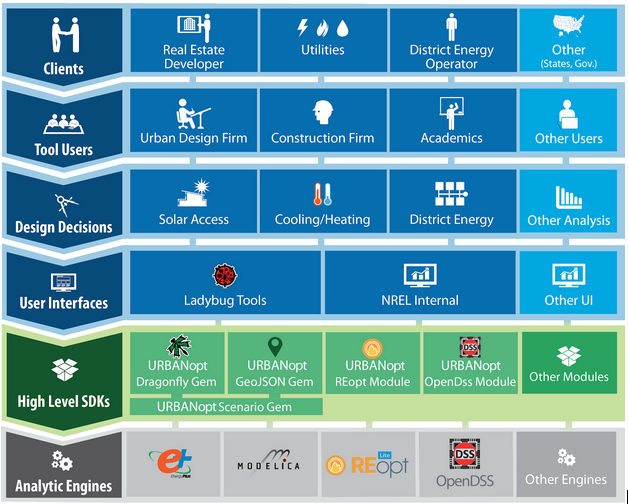 Clients
Real Estate
Developer
Utilities
District Energy
Operator
Other
(States, Gov.)
Tool Users
Urban Design Firm
Construction Firm
Academics
Other Users
Design Decisions
Solar Access
Cooling/Heating
District Energy
Other Analysis
User Interfaces
Ladybug Tools
NREL Internal
Other UI
High Level SDKs
URBANopt
Dragonfly Gem
URBANopt
GeoJSON Gem
URBANopt
REopt Module
DSS
URBANopt
OpenDss Module
Other Modules
URBANopt Scenario Gem
Analytic Engines
e+
EnergyPlus
MODELICA
REopt
Lite
DSS
OpenDSS
Other Engines